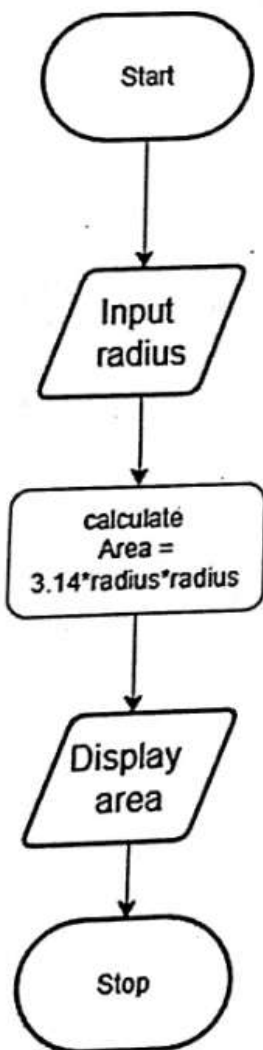 Start
Input
radius
calculate
Area =
3.14*radius*radius
Display
area
Stop